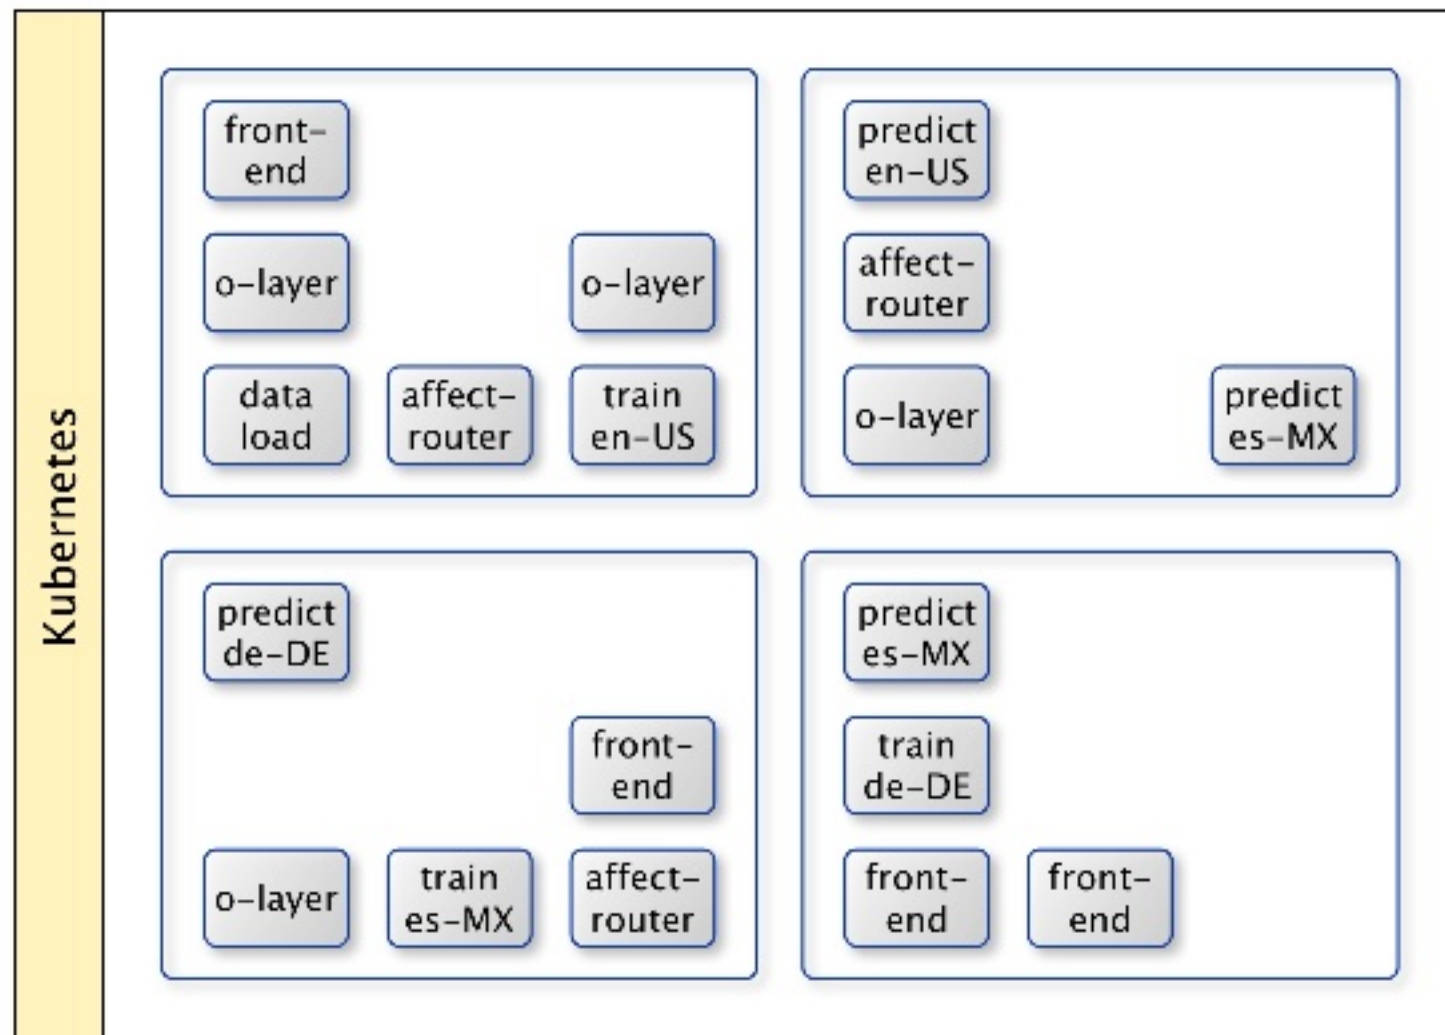 Kubernetes
front-
end
o-layer
o-layer
data
load
affect-
router
train
en-US
predict
en-US
affect-
router
o-layer
predict
es-MX
predict
de-DE
front-
end
o-layer
train
es-MX
affect-
router
predict
es-MX
train
de-DE
front-
end
front-
end